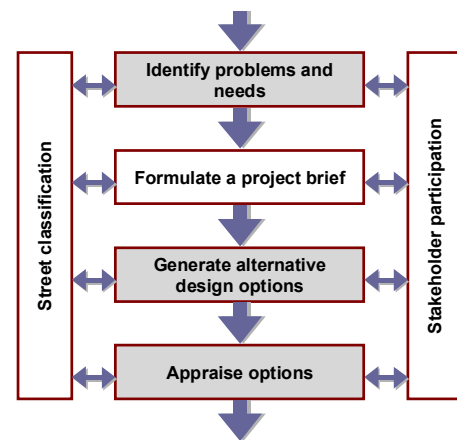 Street classification
Identify problems and
needs
Formulate a project brief
Generate alternative
design options
Appraise options
Stakeholder participation